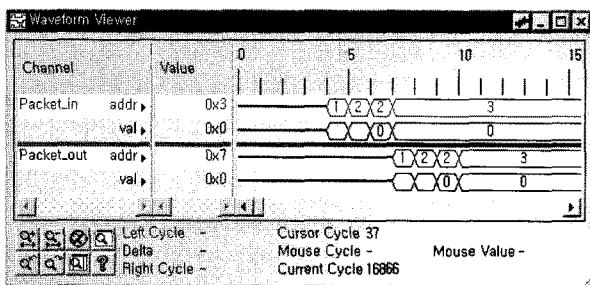 Waveform Viewer
Channel Value 0 5 10 15
Packet_in addr 0x3 1 2 2 3
val 0x0 0 0
Packet_out addr 0x7 1 2 2 3
val 0x0 0 0
Left Cycle - Cursor Cycle 37
Delta - Mouse Cycle - Mouse Value -
Right Cycle - Current Cycle 16866